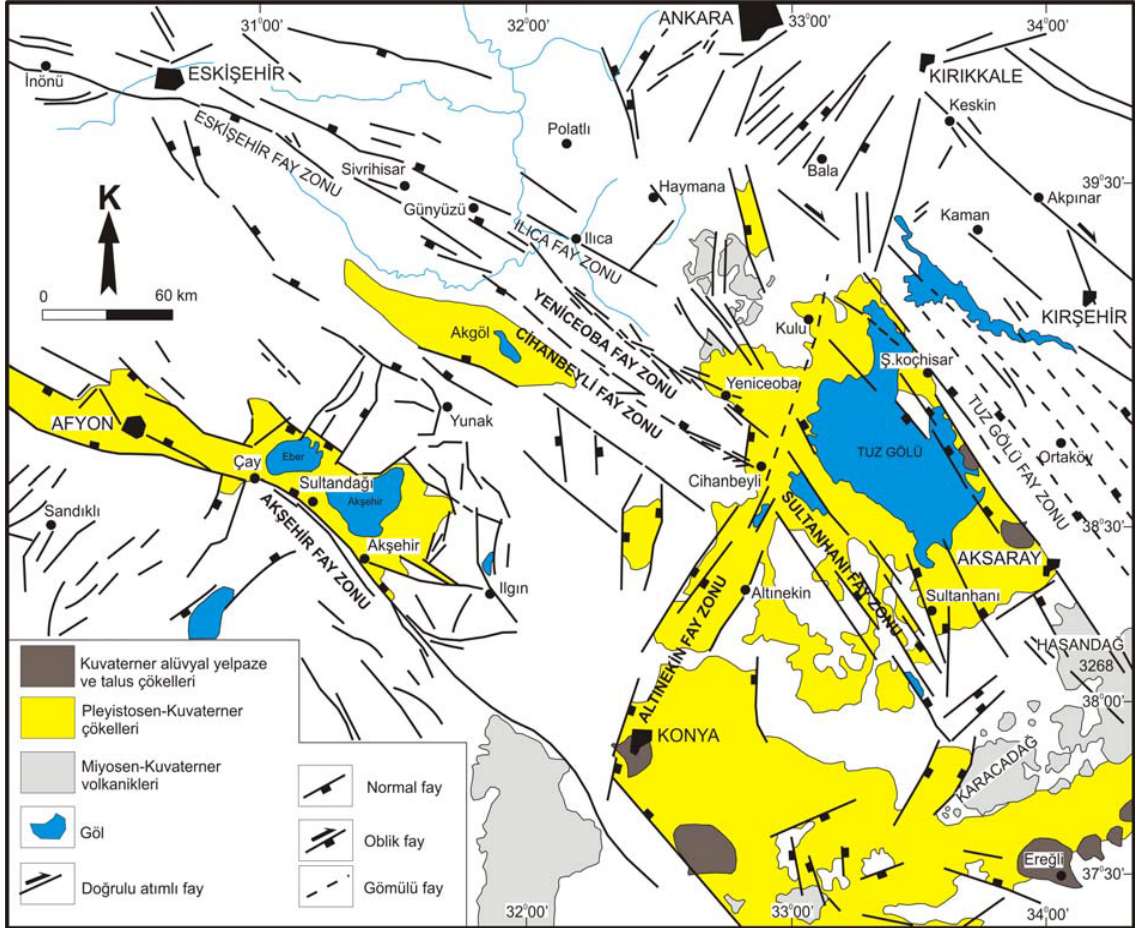 31°00'
32°00'
ANKARA
33°00'
34°00'
İnönü
ESKİŞEHİR
KIRIKKALE
Keskin
ESKİŞEHİR FAY ZONU
Polatlı
Bala
Sivrihisar
Haymana
39°30'
Akpınar
Günyüzü
Kaman
K
ILICA FAY ZONU
Ilıca
0
60 km
KIRŞEHİR
Akgöl
YENİCEOBA FAY ZONU
CİHANBEYLİ FAY ZONU
Kulu
Ş.koçhisar
Yeniceoba
AFYON
Yunak
TUZ GÖLÜ FAY ZONU
Ortaköy
TUZ GÖLÜ
Çay
Eber
Cihanbeyli
Sultandağı
Akşehir
Sandıklı
AKŞEHİR FAY ZONU
Akşehir
SULTANHANI FAY ZONU
38°30'
AKSARAY
Ilgın
Altınekin
Sultanhanı
ALTINEKİN FAY ZONU
HASANDAĞ
3268
38°00'
KONYA
KARACADAĞ
Kuvaterner alüvyal yelpaze
ve talus çökelleri
Pleyistosen-Kuvaterner
çökelleri
Miyosen-Kuvaterner
volkanikleri
Göl
Doğrulu atımlı fay
Normal fay
Oblik fay
Gömülü fay
Ereğli
37°30'
32°00'
33°00'
34°00'